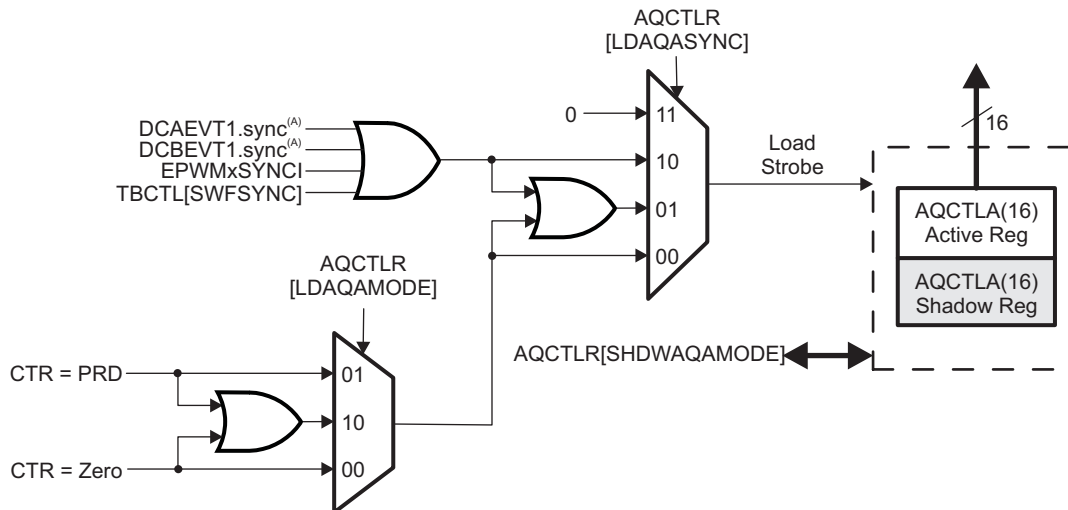 AQCTLR
[LDAQASYNC]
0
11
16
DCAEVT1.sync(A)
DCBEVT1.sync(A)
EPWMxSYNCI
TBCTL[SWFSYNC]
10
Load
Strobe
01
AQCTLA(16)
Active Reg
00
AQCTLR
[LDAQAMODE]
AQCTLA(16)
Shadow Reg
AQCTLR[SHDWAQAMODE]
CTR = PRD
01
10
CTR = Zero
00